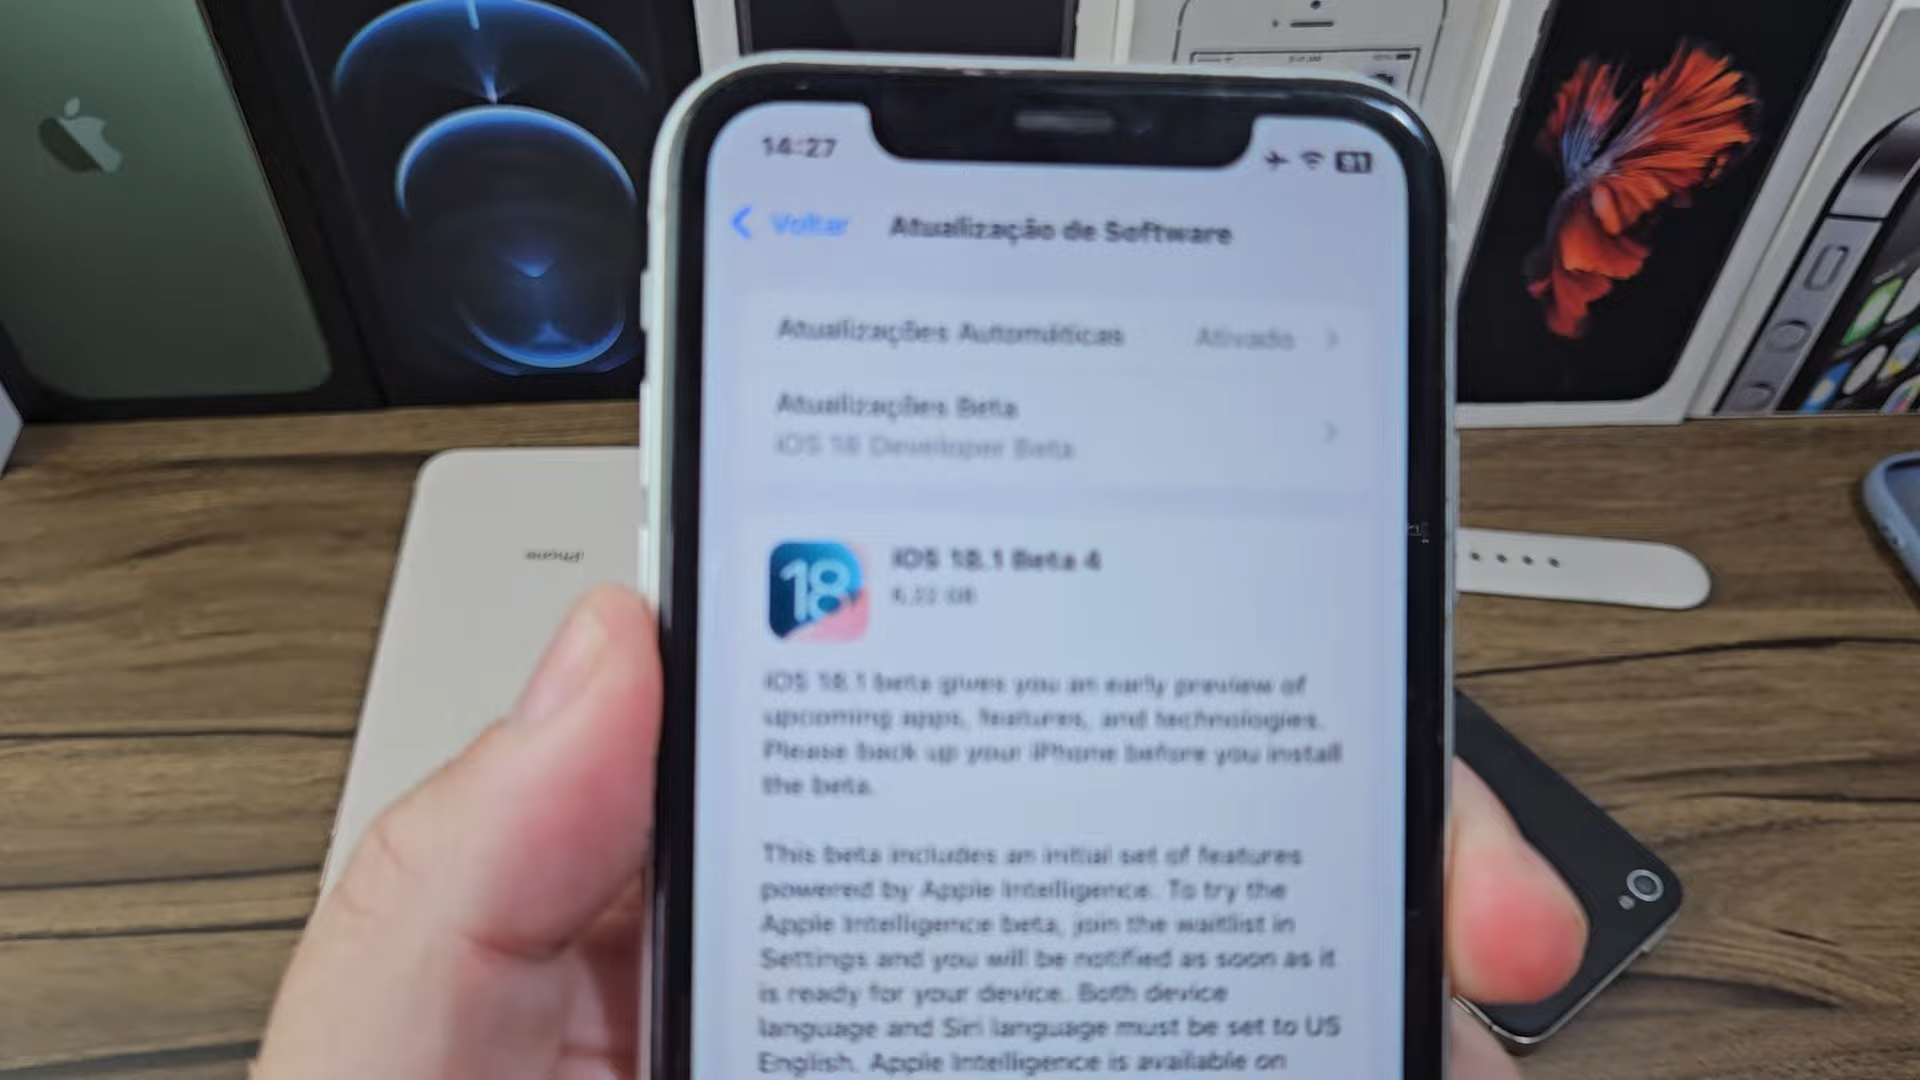 14:27
91
Voltar
Atualização de Software
Atualizações Automáticas
Ativado
Atualizações Beta
iOS 18 Developer Beta
18
iOS 18.1 Beta 4
GB
iOS 18.1 beta gives you an early preview of
upcoming apps, features, and technologies.
Please back up your iPhone before you install
the beta.
This beta includes an initial set of features
powered by Apple Intelligence. To try the
Apple Intelligence beta, join the waitlist in
Settings and you will be notified as soon as it
is ready for your device. Both device
language and Siri language must be set to US
English. Apple Intelligence is available on
iPhone